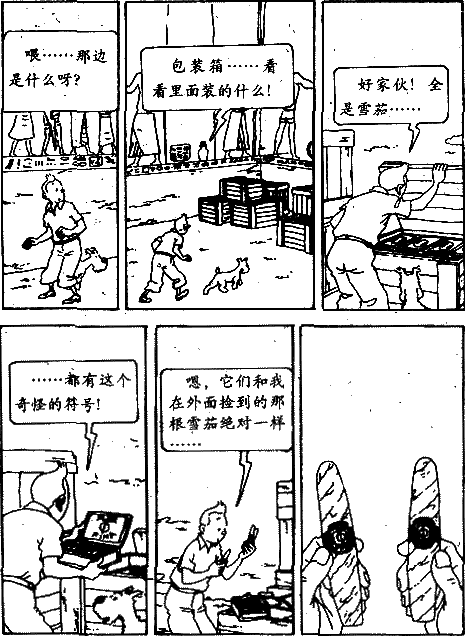 喂……那边
是什么呀?
包装箱……看
看里面装的什么!
好家伙! 全
是雪茄……
……都有这个
奇怪的符号!
嗯,它们和我
在外面捡到的那
根雪茄绝对一样
……